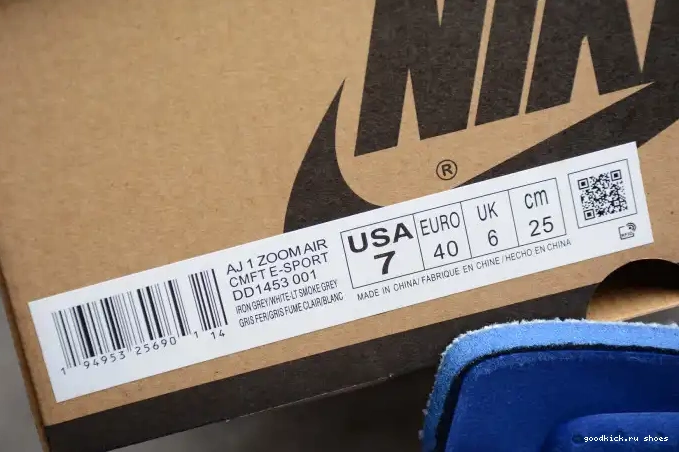 NIKE
®
AJ 1 ZOOM AIR
CMFT E-SPORT
DD1453 001
IRON GREY/WHITE-LT SMOKE GREY
GRIS FER/GRIS FUME CLAIR/BLANC
1 94953 25690 1 4
USA
7
EURO
40
UK
6
cm
25
MADE IN CHINA/FABRIQUE EN CHINE/HECHO EN CHINA
goodkick.ru shoes